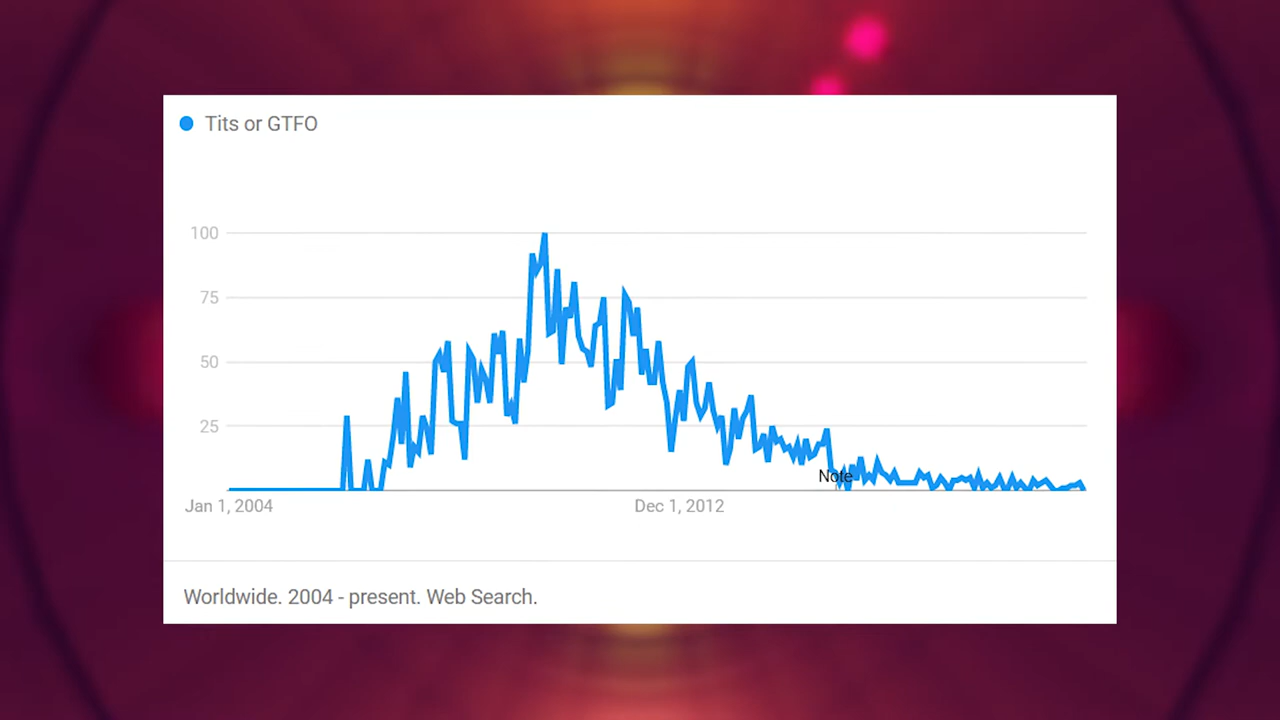 Tits or GTFO
100
75
50
25
Note
Jan 1, 2004 Dec 1, 2012
Worldwide. 2004 - present. Web Search.